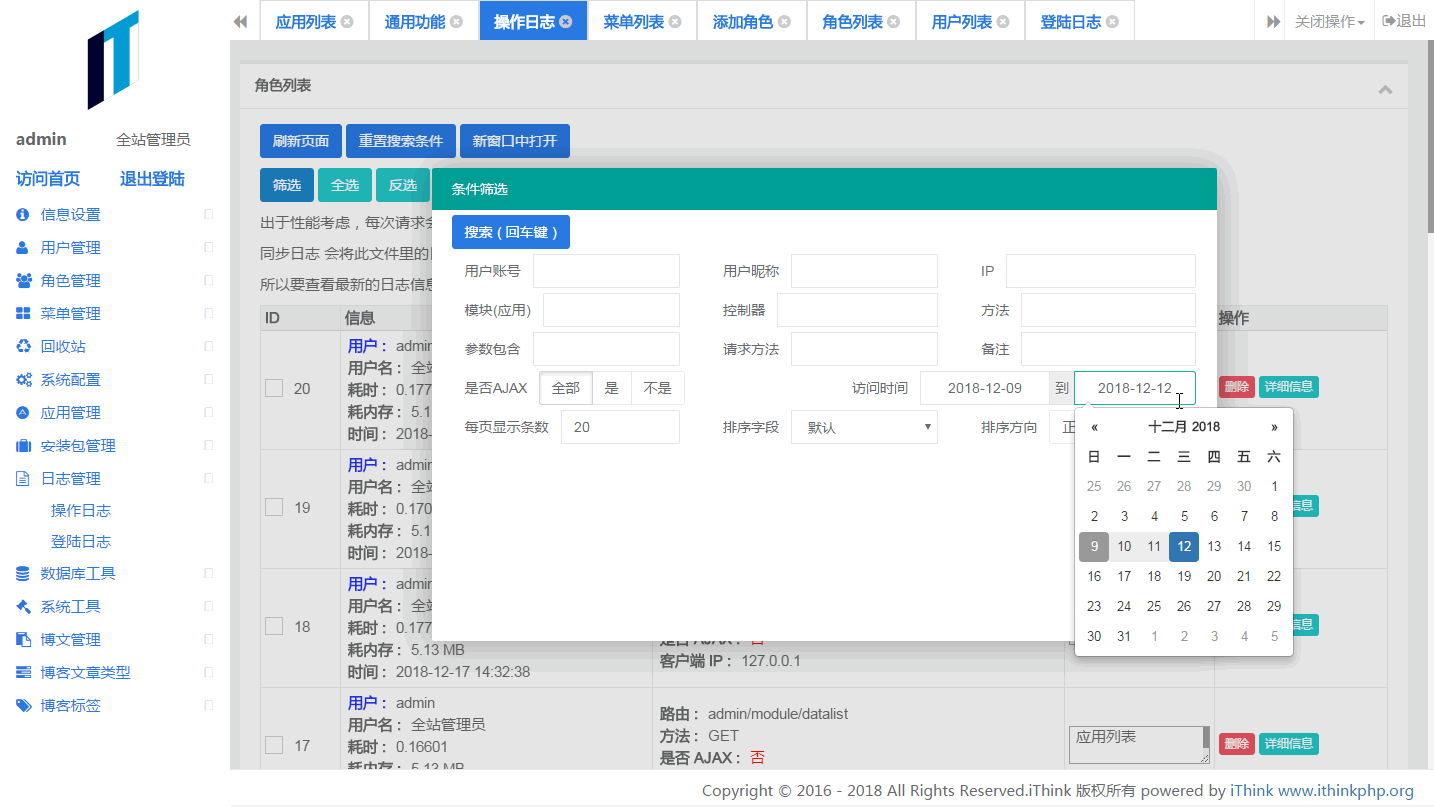 应用列表 通用功能 操作日志 菜单列表 添加角色 角色列表 用户列表 登陆日志 关闭操作 退出
admin 全站管理员
访问首页 退出登陆
信息设置
用户管理
角色管理
菜单管理
回收站
系统配置
应用管理
安装包管理
日志管理
操作日志
登陆日志
数据库工具
系统工具
博文管理
博客文章类型
博客标签
角色列表
刷新页面 重置搜索条件 新窗口中打开
筛选 全选 反选
出于性能考虑，每次请求
同步日志 会将此文件里的
所以要查看最新的日志信息
ID 信息 操作
20
用户： admin
用户名： 全站
耗时： 0.177
耗内存： 5.1
时间： 2018-
删除 详细信息
19
用户： admin
用户名： 全站
耗时： 0.170
耗内存： 5.1
时间： 2018-
信息
18
用户： admin
用户名： 全站
耗时： 0.177
耗内存： 5.13 MB
时间： 2018-12-17 14:32:38
是否 AJAX： 否
客户端 IP： 127.0.0.1
信息
17
用户： admin
用户名： 全站管理员
耗时： 0.16601
耗内存： 5.13 MB
路由： admin/module/datalist
方法： GET
是否 AJAX： 否
应用列表
删除 详细信息
条件筛选
搜索 ( 回车键 )
用户账号 用户昵称 IP
模块(应用) 控制器 方法
参数包含 请求方法 备注
是否AJAX 全部 是 不是 访问时间 2018-12-09 到 2018-12-12
每页显示条数 20 排序字段 默认 排序方向 正
« 十二月 2018 »
日 一 二 三 四 五 六
25 26 27 28 29 30 1
2 3 4 5 6 7 8
9 10 11 12 13 14 15
16 17 18 19 20 21 22
23 24 25 26 27 28 29
30 31 1 2 3 4 5
Copyright © 2016 - 2018 All Rights Reserved.iThink 版权所有 powered by iThink www.ithinkphp.org